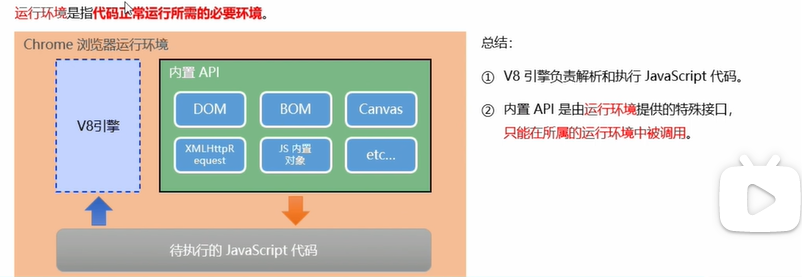 运行环境是指代码正常运行所需的必要环境。
Chrome 浏览器运行环境
V8引擎
内置 API
DOM
BOM
Canvas
XMLHttpR
equest
JS 内置
对象
etc...
待执行的 JavaScript 代码
总结：
① V8 引擎负责解析和执行 JavaScript 代码。
② 内置 API 是由运行环境提供的特殊接口，
只能在所属的运行环境中被调用。